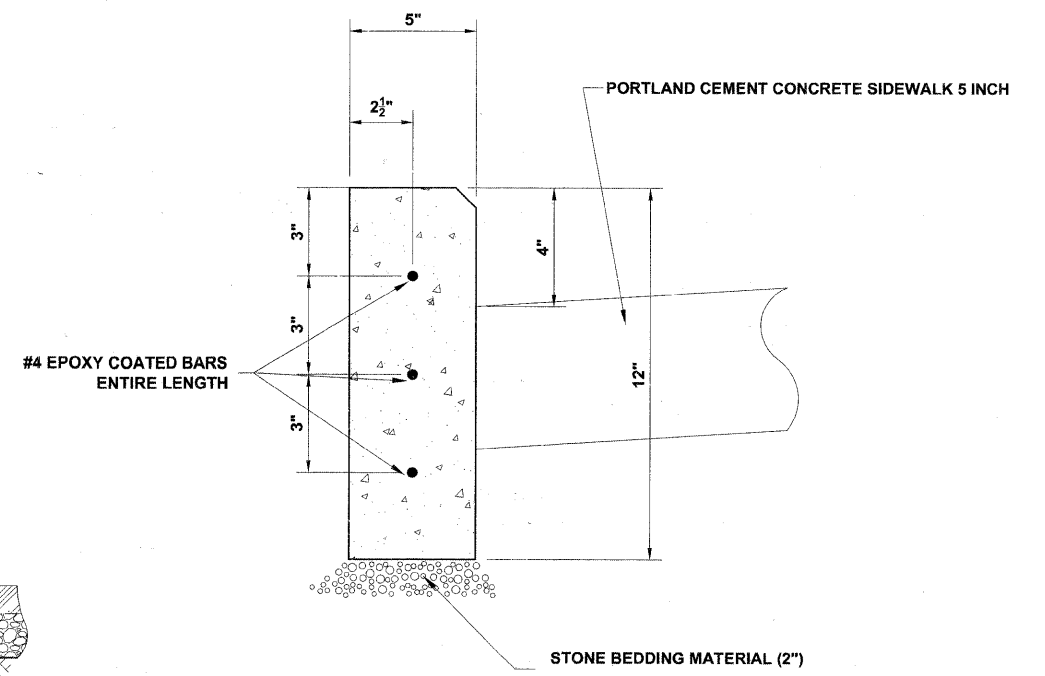 5"
PORTLAND CEMENT CONCRETE SIDEWALK 5 INCH
2½"
3"
4"
3"
#4 EPOXY COATED BARS
ENTIRE LENGTH
12"
3"
STONE BEDDING MATERIAL (2")